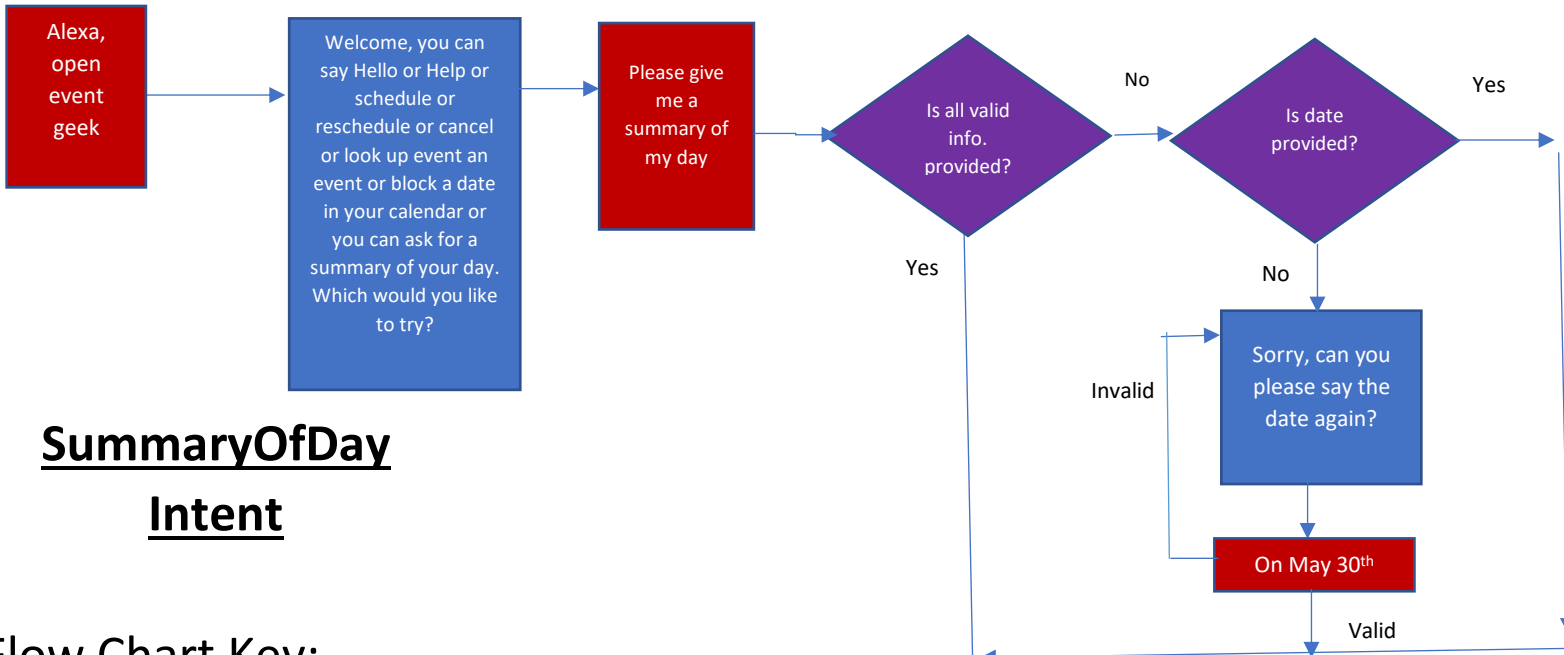 Alexa,
open
event
geek
Welcome, you can
say Hello or Help or
schedule or
reschedule or cancel
or look up event an
event or block a date
in your calendar or
you can ask for a
summary of your day.
Which would you like
to try?
Please give
me a
summary of
my day
Is all valid
info.
provided?
No
Is date
provided?
Yes
Yes
No
Sorry, can you
please say the
date again?
Invalid
On May 30th
Valid
SummaryOfDay
Intent
Flow Chart Key: